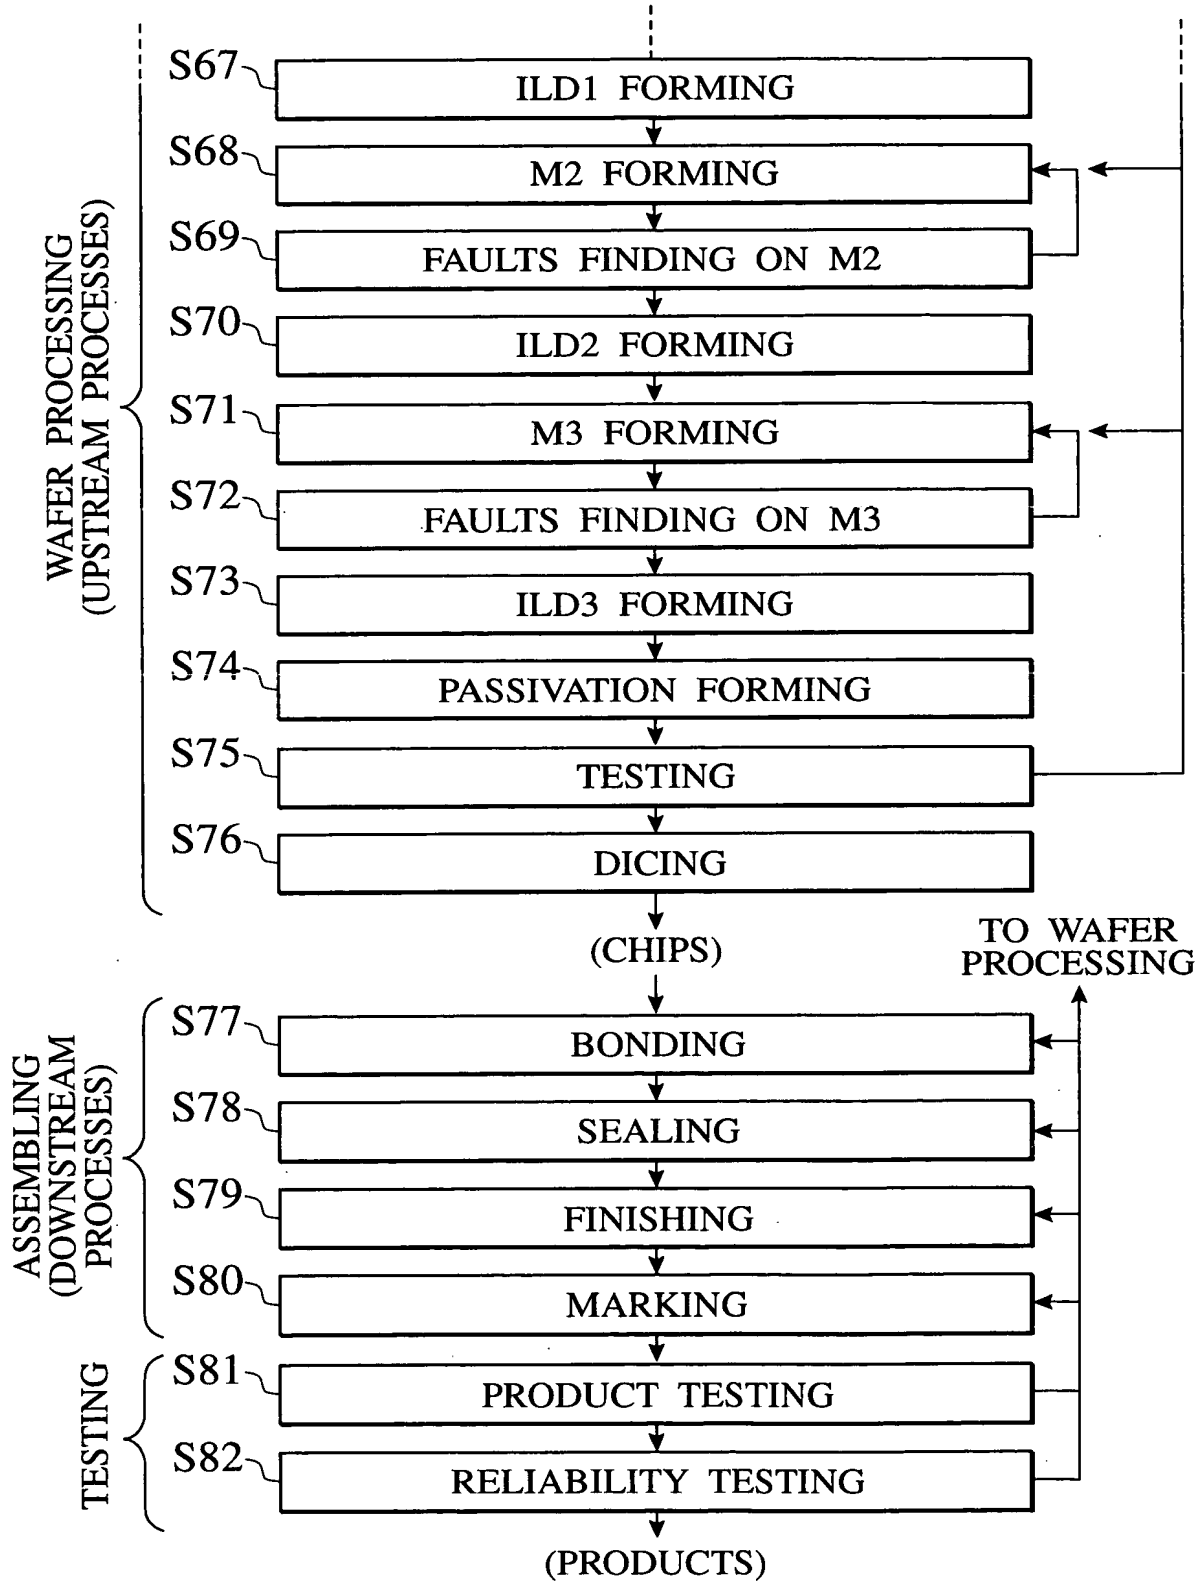 S67
ILD1 FORMING
S68
M2 FORMING
S69
FAULTS FINDING ON M2
S70
ILD2 FORMING
S71
M3 FORMING
S72
FAULTS FINDING ON M3
S73
ILD3 FORMING
S74
PASSIVATION FORMING
S75
TESTING
S76
DICING
WAFER PROCESSING
(UPSTREAM PROCESSES)
(CHIPS)
TO WAFER
PROCESSING
S77
BONDING
S78
SEALING
S79
FINISHING
S80
MARKING
ASSEMBLING
(DOWNSTREAM
PROCESSES)
S81
PRODUCT TESTING
S82
RELIABILITY TESTING
TESTING
(PRODUCTS)